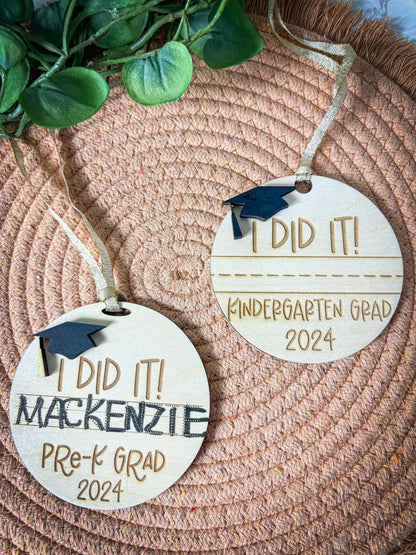 I DID IT!
MACKENZIE
PRe-K GRAD
2024
I DID IT!
KINDERGARTEN GRAD
2024